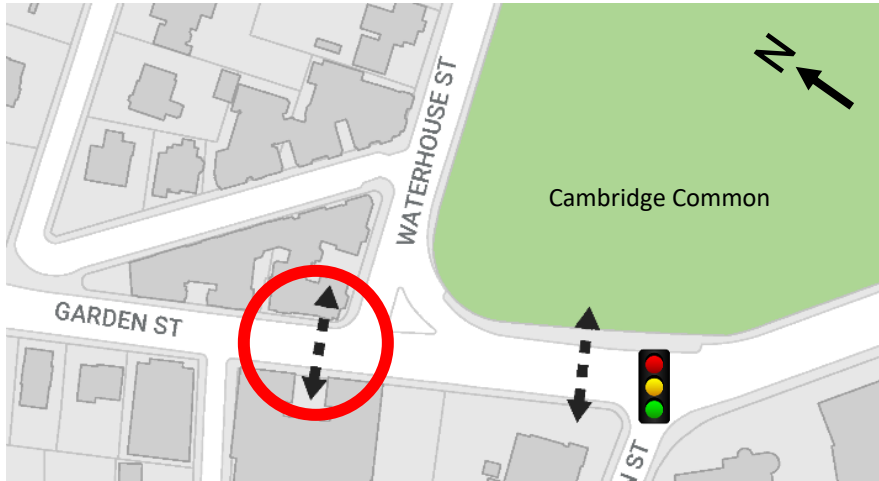 N
WATERHOUSE ST
Cambridge Common
GARDEN ST
N ST